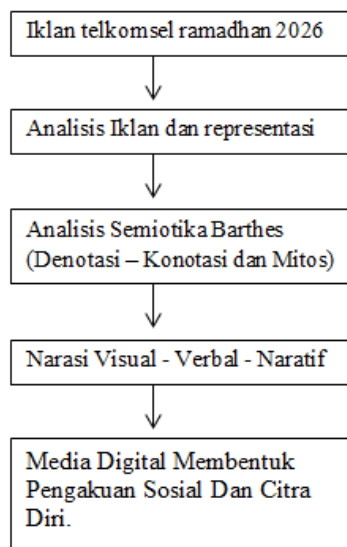 Iklan telkomsel ramadhan 2026
Analisis Iklan dan representasi
Analisis Semiotika Barthes
(Denotasi – Konotasi dan Mitos)
Narasi Visual - Verbal - Naratif
Media Digital Membentuk
Pengakuan Sosial Dan Citra
Diri.